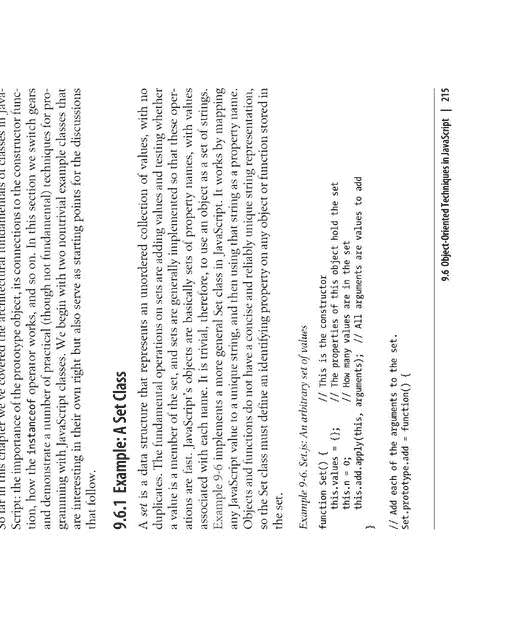 So far in this chapter we've covered the architectural fundamentals of classes in Java-
Script: the importance of the prototype object, its connections to the constructor func-
tion, how the instanceof operator works, and so on. In this section we switch gears
and demonstrate a number of practical (though not fundamental) techniques for pro-
gramming with JavaScript classes. We begin with two nontrivial example classes that
are interesting in their own right but also serve as starting points for the discussions
that follow.
9.6.1 Example: A Set Class
A set is a data structure that represents an unordered collection of values, with no
duplicates. The fundamental operations on sets are adding values and testing whether
a value is a member of the set, and sets are generally implemented so that these oper-
ations are fast. JavaScript's objects are basically sets of property names, with values
associated with each name. It is trivial, therefore, to use an object as a set of strings.
Example 9-6 implements a more general Set class in JavaScript. It works by mapping
any JavaScript value to a unique string, and then using that string as a property name.
Objects and functions do not have a concise and reliably unique string representation,
so the Set class must define an identifying property on any object or function stored in
the set.
Example 9-6. Set.js: An arbitrary set of values
function Set() { // This is the constructor
this.values = {}; // The properties of this object hold the set
this.n = 0; // How many values are in the set
this.add.apply(this, arguments); // All arguments are values to add
}
// Add each of the arguments to the set.
Set.prototype.add = function() {
9.6 Object-Oriented Techniques in JavaScript | 215